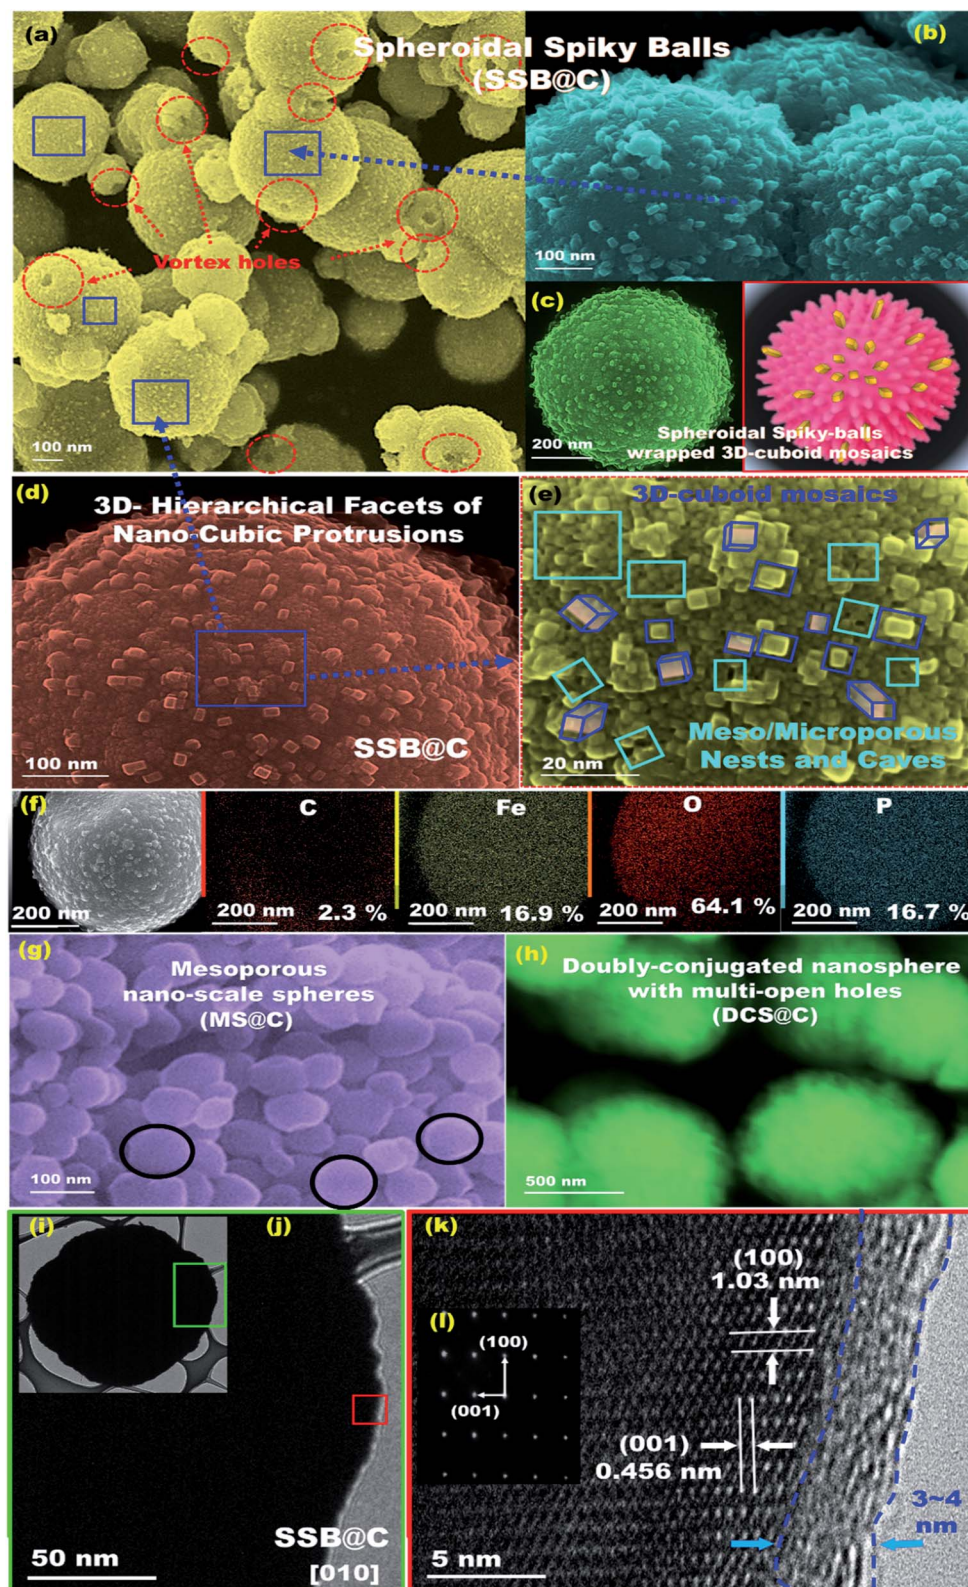 (a)
Spheroidal Spiky Balls
(SSB@C)
(b)
Vortex holes
100 nm
100 nm
(c)
200 nm
Spheroidal Spiky-balls
wrapped 3D-cuboid mosaics
(d)
3D- Hierarchical Facets of
Nano-Cubic Protrusions
SSB@C
100 nm
(e)
3D-cuboid mosaics
Meso/Microporous
Nests and Caves
20 nm
(f)
200 nm
C
200 nm
2.3 %
Fe
200 nm
16.9 %
O
200 nm
64.1 %
P
200 nm
16.7 %
(g)
Mesoporous
nano-scale spheres
(MS@C)
100 nm
(h)
Doubly-conjugated nanosphere
with multi-open holes
(DCS@C)
500 nm
(i)
(j)
SSB@C
[010]
50 nm
(k)
(100)
1.03 nm
(l)
(100)
(001)
(001)
0.456 nm
3~4
nm
5 nm